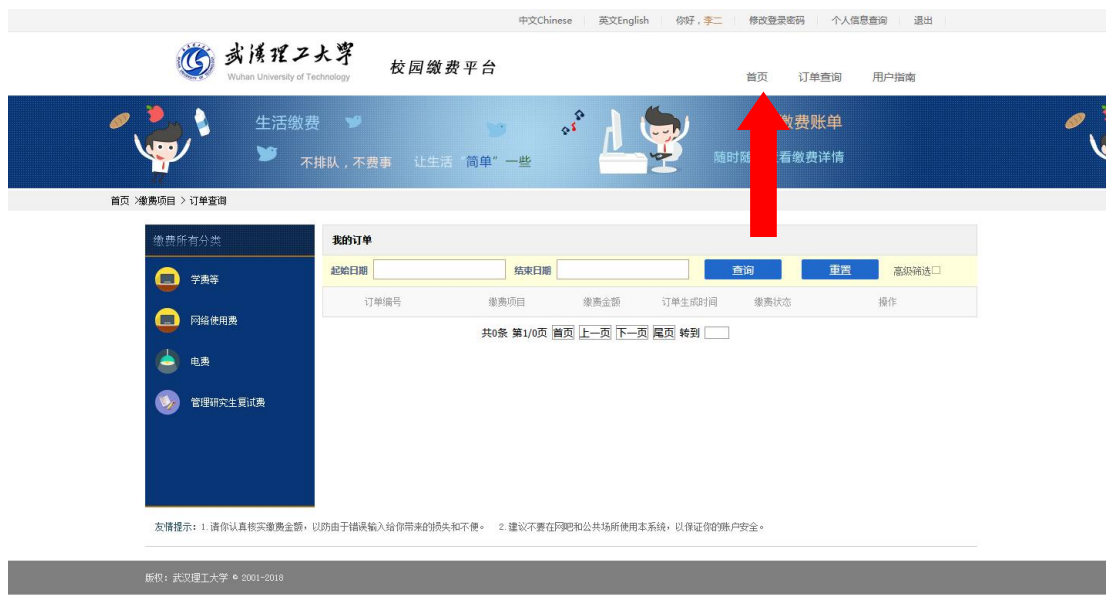 中文Chinese 英文English 你好，李二 修改登录密码 个人信息查询 退出
武漢理工大学
Wuhan University of Technology
校园缴费平台
首页 订单查询 用户指南
生活缴费
缴费账单
不排队，不费事 让生活“简单”一些
随时随 看缴费详情
首页 >缴费项目 > 订单查询
缴费所有分类
学费等
网络使用费
电费
管理研究生复试费
我的订单
起始日期 结束日期 查询 重置 高级筛选
订单编号 缴费项目 缴费金额 订单生成时间 缴费状态 操作
共0条 第1/0页 首页 上一页 下一页 尾页 转到
友情提示：1.请你认真核实缴费金额，以防由于错误输入给你带来的损失和不便。 2.建议不要在网吧和公共场所使用本系统，以保证你的账户安全。
版权：武汉理工大学 © 2001-2018